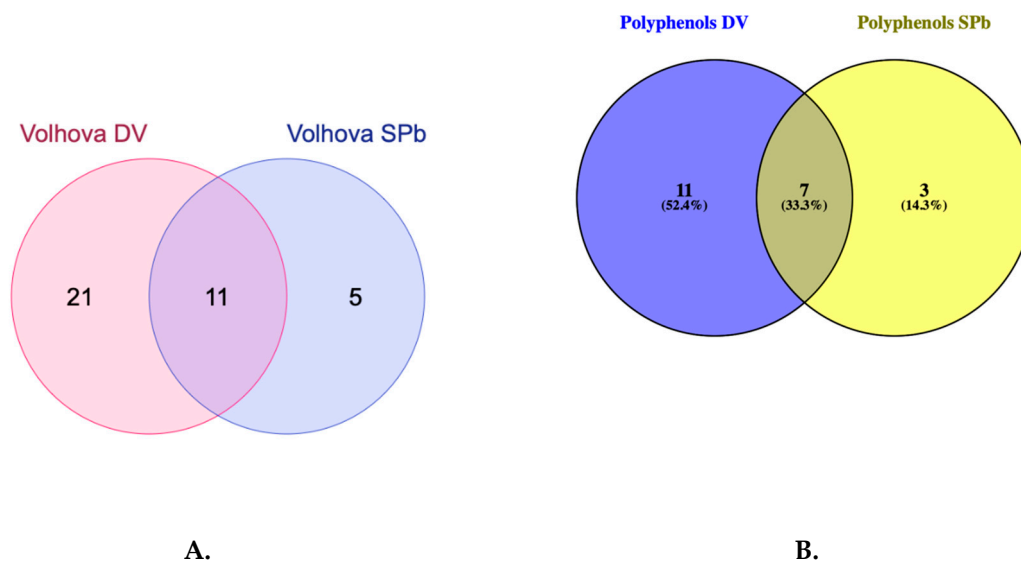 Volhova DV
Volhova SPb
21
11
5
A.
Polyphenols DV
Polyphenols SPb
11
(52.4%)
7
(33.3%)
3
(14.3%)
B.